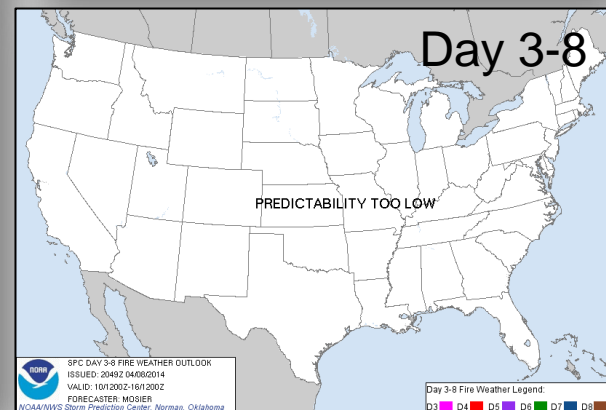 Day 3-8
PREDICTABILITY TOO LOW
NOAA
SPC DAY 3-8 FIRE WEATHER OUTLOOK
ISSUED: 2049Z 04/08/2014
VALID: 10/1200Z-16/1200Z
FORECASTER: MOSIER
NOAA/NWS Storm Prediction Center, Norman, Oklahoma
Day 3-8 Fire Weather Legend:
D3 D4 D5 D6 D7 D8